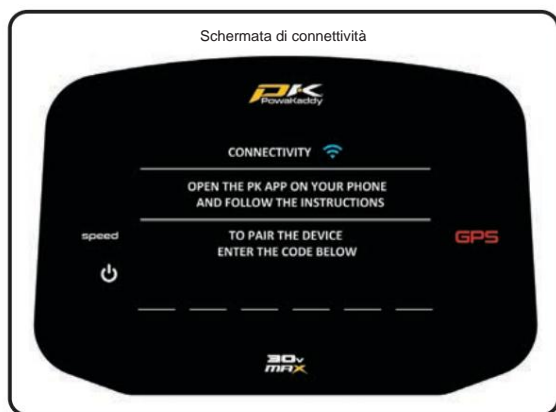 Schermata di connettività
PK
PowaKaddy
CONNECTIVITY
OPEN THE PK APP ON YOUR PHONE
AND FOLLOW THE INSTRUCTIONS
speed
TO PAIR THE DEVICE
ENTER THE CODE BELOW
GPS
30v
MAX